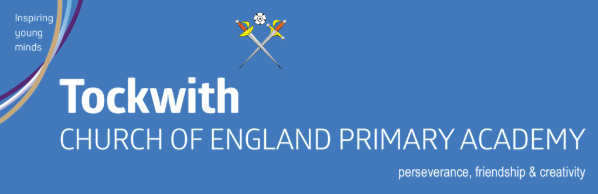 Inspiring
young
minds
Tockwith
CHURCH OF ENGLAND PRIMARY ACADEMY
perseverance, friendship & creativity